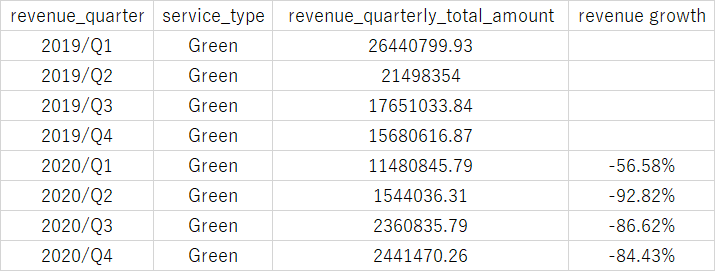 revenue_quarter service_type revenue_quarterly_total_amount revenue growth
2019/Q1 Green 26440799.93
2019/Q2 Green 21498354
2019/Q3 Green 17651033.84
2019/Q4 Green 15680616.87
2020/Q1 Green 11480845.79 -56.58%
2020/Q2 Green 1544036.31 -92.82%
2020/Q3 Green 2360835.79 -86.62%
2020/Q4 Green 2441470.26 -84.43%